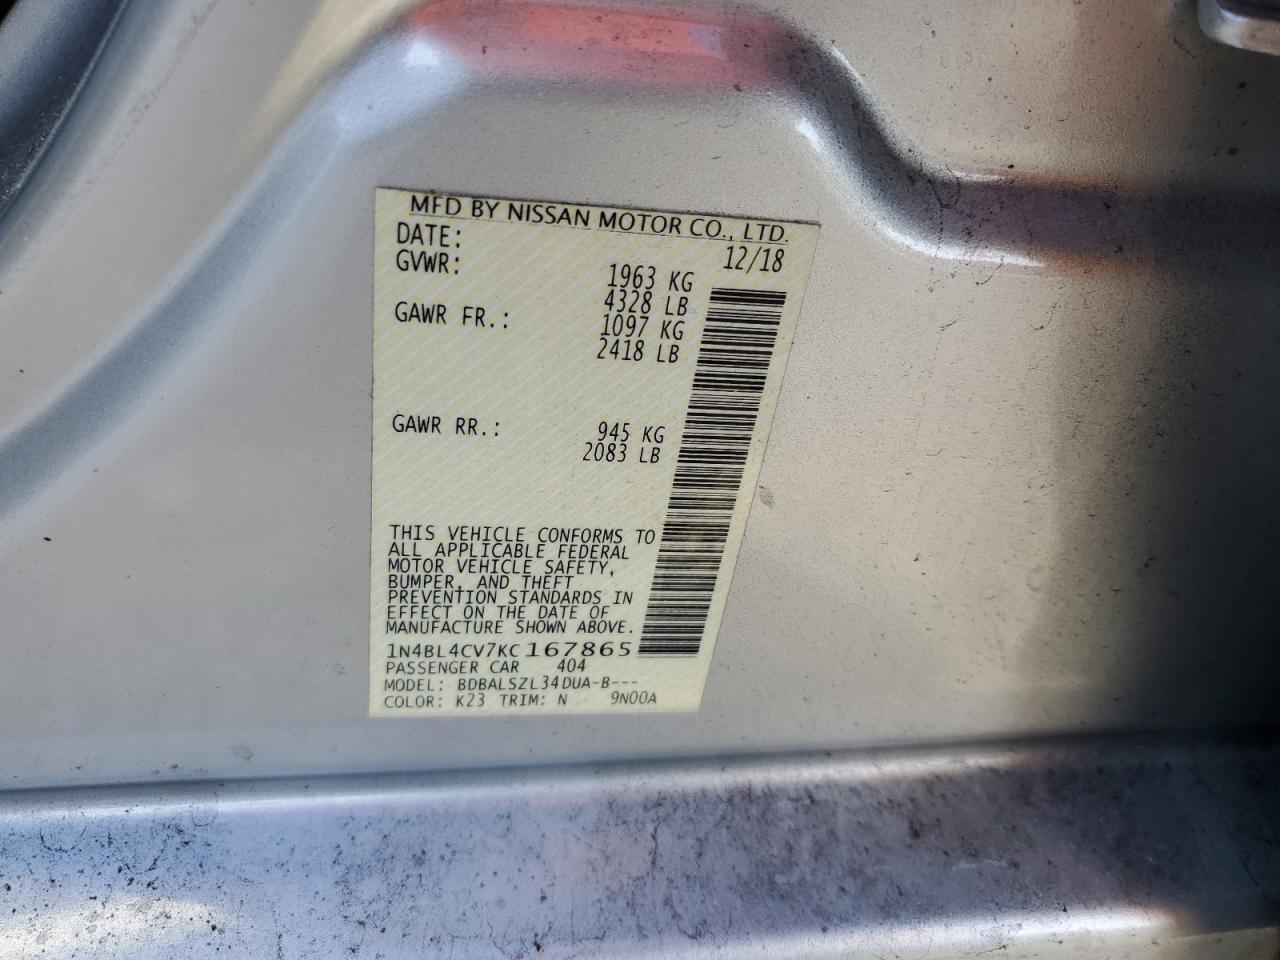 MFD BY NISSAN MOTOR CO., LTD.
DATE: 12/18
GVWR: 1963 KG
4328 LB
GAWR FR.: 1097 KG
2418 LB
GAWR RR.: 945 KG
2083 LB
THIS VEHICLE CONFORMS TO
ALL APPLICABLE FEDERAL
MOTOR VEHICLE SAFETY,
BUMPER, AND THEFT
PREVENTION STANDARDS IN
EFFECT ON THE DATE OF
MANUFACTURE SHOWN ABOVE.
1N4BL4CV7KC167865
PASSENGER CAR 404
MODEL: BDBALSZL34DUA-B---
COLOR: K23 TRIM: N 9N00A